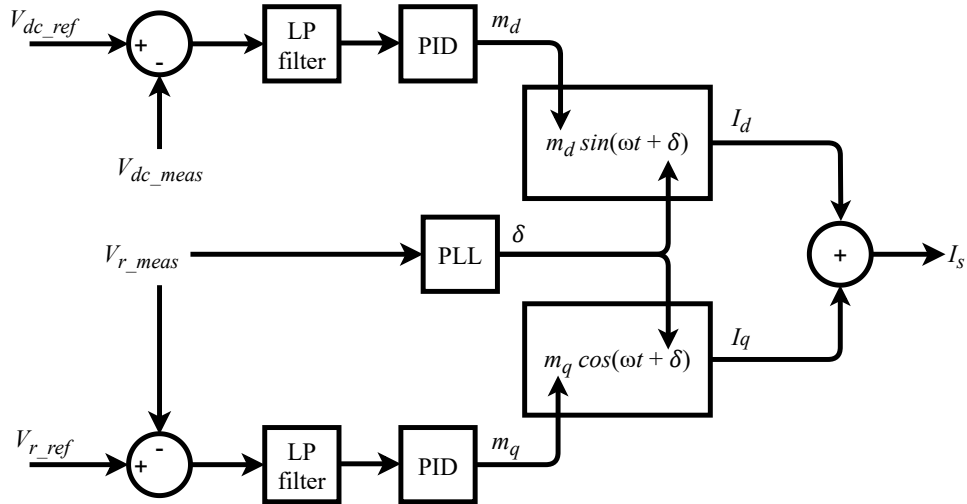 V_dc_ref
+
-
LP
filter
PID
m_d
V_dc_meas
m_d sin(ωt + δ)
I_d
V_r_meas
PLL
δ
+
I_s
m_q cos(ωt + δ)
I_q
V_r_ref
-
+
LP
filter
PID
m_q